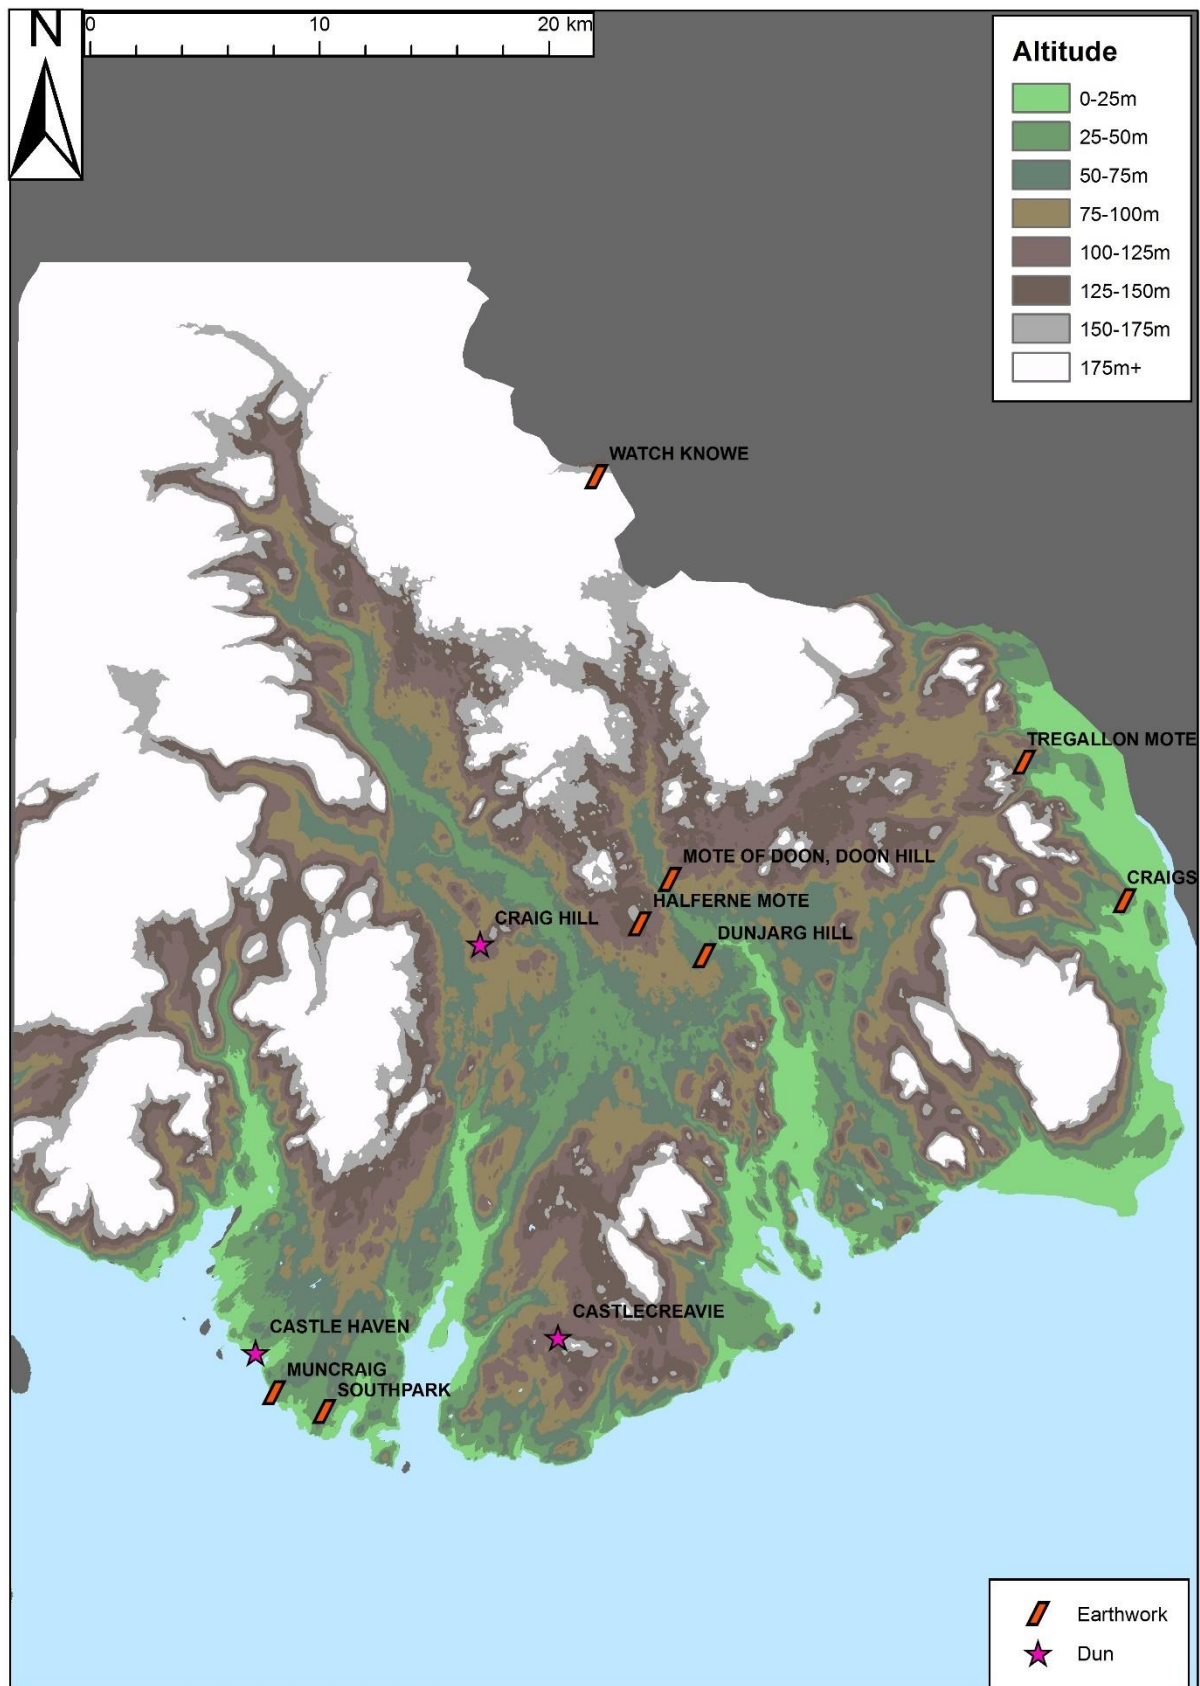 N
0 10 20 km
Altitude
0-25m
25-50m
50-75m
75-100m
100-125m
125-150m
150-175m
175m+
WATCH KNOWE
TREGALLON MOTE
MOTE OF DOON, DOON HILL
CRAIGS
HALFERNE MOTE
CRAIG HILL
DUNJARG HILL
CASTLECREAVIE
CASTLE HAVEN
MUNCRAIG
SOUTHPARK
Earthwork
Dun